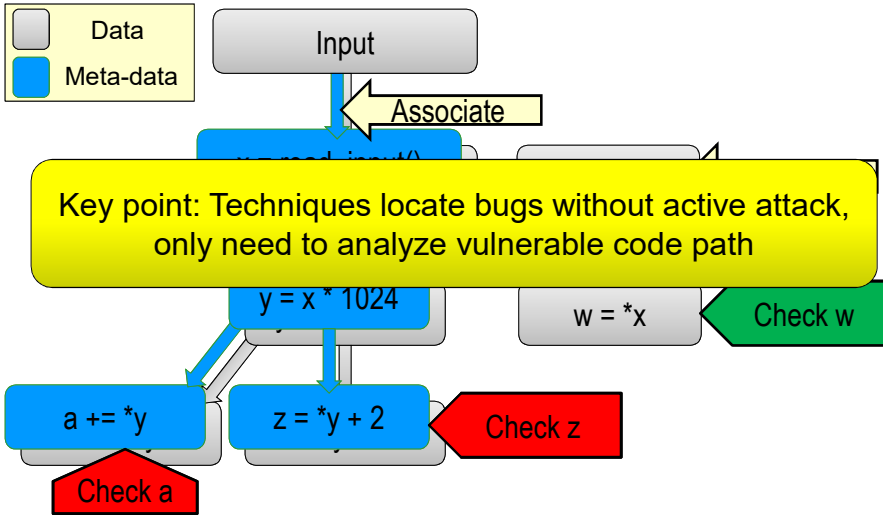 Data
Meta-data
Input
Associate
Key point: Techniques locate bugs without active attack,
only need to analyze vulnerable code path
y = x * 1024
w = *x
Check w
a += *y
z = *y + 2
Check z
Check a